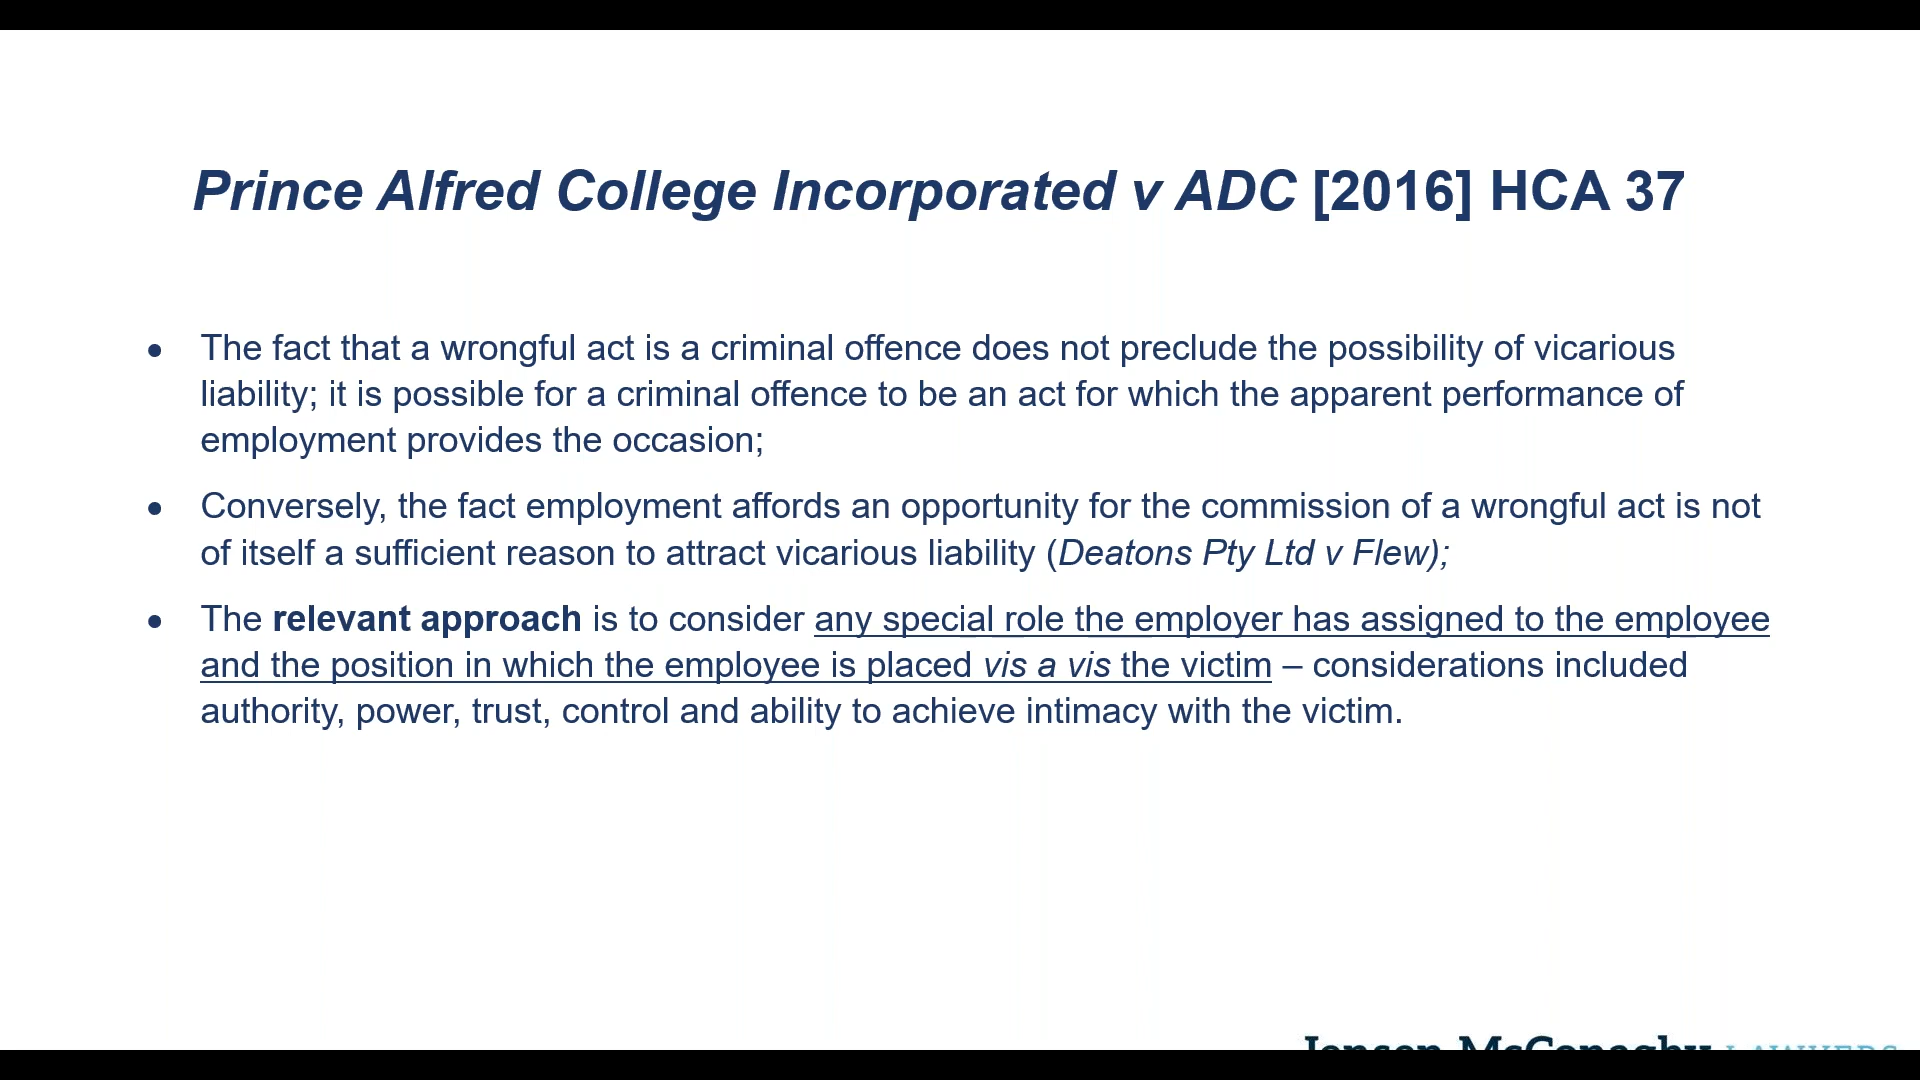 Prince Alfred College Incorporated v ADC [2016] HCA 37
• The fact that a wrongful act is a criminal offence does not preclude the possibility of vicarious
liability; it is possible for a criminal offence to be an act for which the apparent performance of
employment provides the occasion;
• Conversely, the fact employment affords an opportunity for the commission of a wrongful act is not
of itself a sufficient reason to attract vicarious liability (Deatons Pty Ltd v Flew);
• The relevant approach is to consider any special role the employer has assigned to the employee
and the position in which the employee is placed vis a vis the victim – considerations included
authority, power, trust, control and ability to achieve intimacy with the victim.
Jensen McConaghy LAWYERS